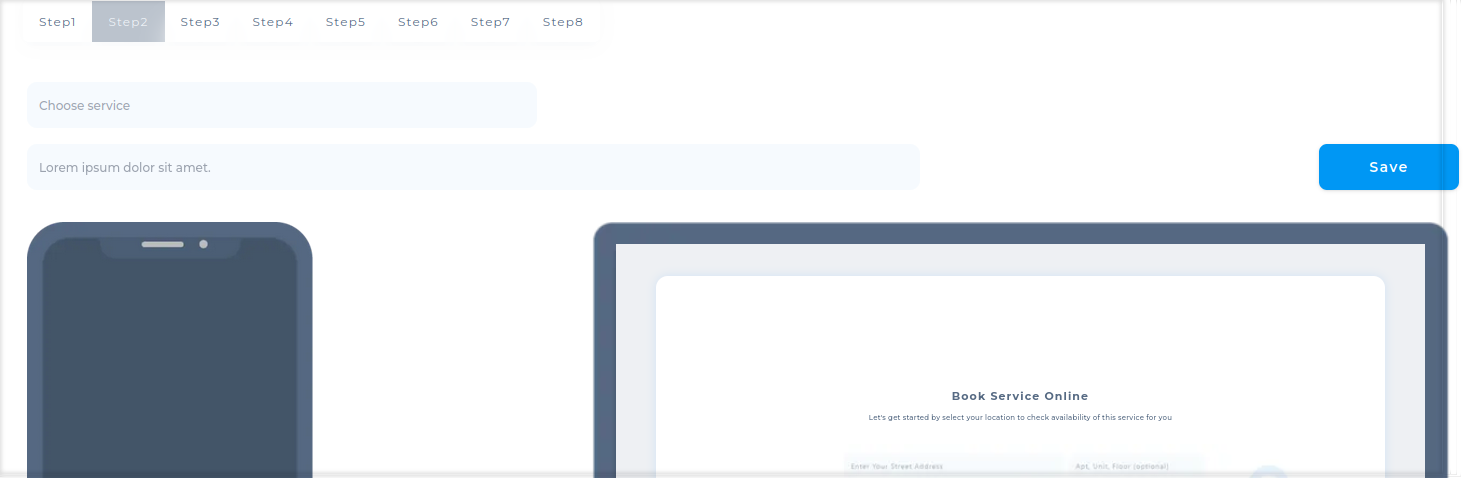 Step1 Step2 Step3 Step4 Step5 Step6 Step7 Step8
Choose service
Lorem ipsum dolor sit amet.
Save
Book Service Online
Let's get started by select your location to check availability of this service for you
Enter Your Street Address
Apt, Unit, Floor (optional)